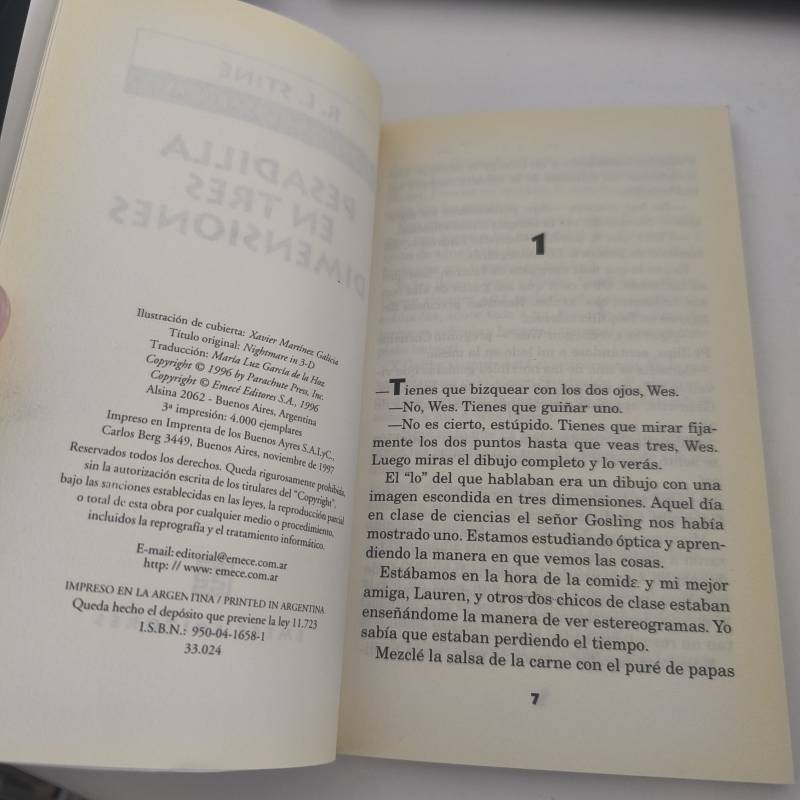 R. L. STINE
PESADILLA
EN TRES
DIMENSIONES
Ilustración de cubierta: Xavier Martínez Galicia
Título original: Nightmare in 3-D
Traducción: María Luz García de la Hoz
Copyright © 1996 by Parachute Press, Inc.
Copyright © Emecé Editores S.A., 1996
Alsina 2062 - Buenos Aires, Argentina
3ª impresión: 4.000 ejemplares
Impreso en Imprenta de los Buenos Ayres S.A.I.yC.,
Carlos Berg 3449, Buenos Aires, noviembre de 1997
Reservados todos los derechos. Queda rigurosamente prohibida,
sin la autorización escrita de los titulares del "Copyright",
bajo las sanciones establecidas en las leyes, la reproducción parcial
o total de esta obra por cualquier medio o procedimiento,
incluidos la reprografía y el tratamiento informático.
E-mail: editorial@emece.com.ar
http: // www: emece.com.ar
IMPRESO EN LA ARGENTINA / PRINTED IN ARGENTINA
Queda hecho el depósito que previene la ley 11.723
I.S.B.N.: 950-04-1658-1
33.024
1
—Tienes que bizquear con los dos ojos, Wes.
—No, Wes. Tienes que guiñar uno.
—No es cierto, estúpido. Tienes que mirar fija-
mente los dos puntos hasta que veas tres, Wes.
Luego miras el dibujo completo y lo verás.
El “lo” del que hablaban era un dibujo con una
imagen escondida en tres dimensiones. Aquel día
en clase de ciencias el señor Gosling nos había
mostrado uno. Estamos estudiando óptica y apren-
diendo la manera en que vemos las cosas.
Estábamos en la hora de la comida y mi mejor
amiga, Lauren, y otros dos chicos de clase estaban
enseñándome la manera de ver estereogramas. Yo
sabía que estaban perdiendo el tiempo.
Mezclé la salsa de la carne con el puré de papas
7